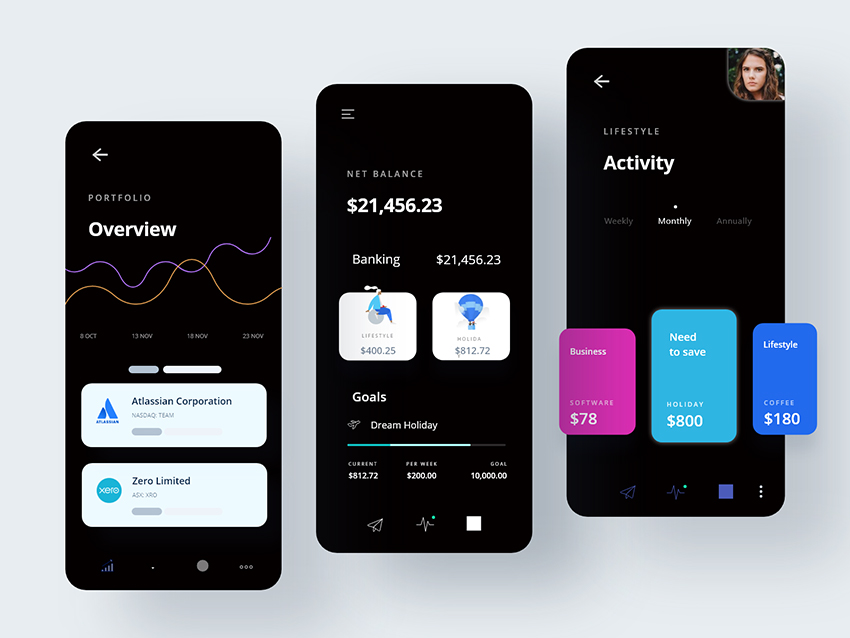 PORTFOLIO
Overview
8 OCT 13 NOV 18 NOV 23 NOV
Atlassian Corporation
NASDAQ: TEAM
ATLASSIAN
Zero Limited
ASX: XRO
xero
NET BALANCE
$21,456.23
Banking $21,456.23
LIFESTYLE
$400.25
HOLIDA
$812.72
Goals
Dream Holiday
CURRENT PER WEEK GOAL
$812.72 $200.00 10,000.00
LIFESTYLE
Activity
Weekly Monthly Annually
Business
SOFTWARE
$78
Need
to save
HOLIDAY
$800
Lifestyle
COFFEE
$180